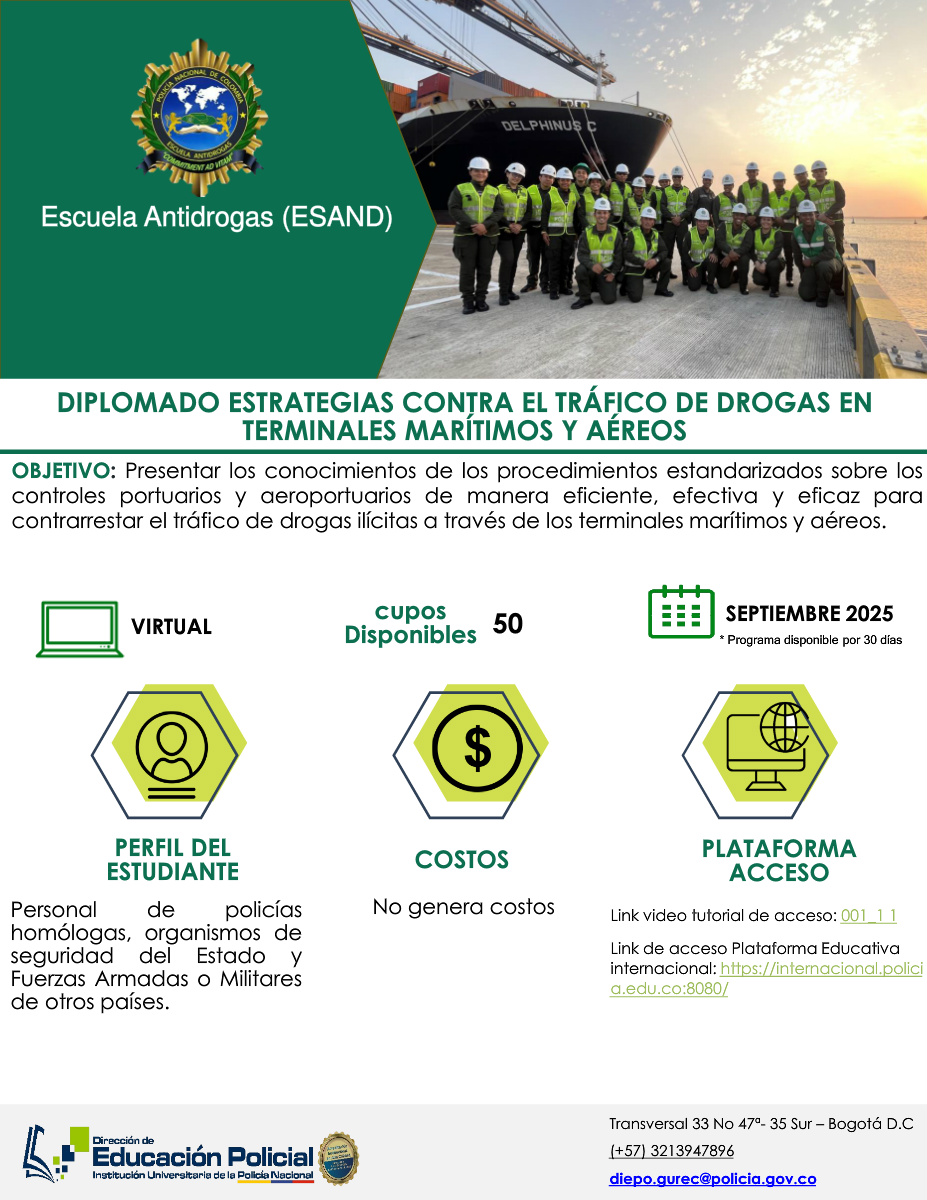 POLICÍA NACIONAL DE COLOMBIA
ESCUELA ANTIDROGAS
Escuela Antidrogas (ESAND)
DELPHINUS C
DIPLOMADO ESTRATEGIAS CONTRA EL TRÁFICO DE DROGAS EN
TERMINALES MARÍTIMOS Y AÉREOS
OBJETIVO: Presentar los conocimientos de los procedimientos estandarizados sobre los
controles portuarios y aeroportuarios de manera eficiente, efectiva y eficaz para
contrarrestar el tráfico de drogas ilícitas a través de los terminales marítimos y aéreos.
VIRTUAL
cupos
Disponibles
50
SEPTIEMBRE 2025
* Programa disponible por 30 días
PERFIL DEL
ESTUDIANTE
Personal de policías
homólogas, organismos de
seguridad del Estado y
Fuerzas Armadas o Militares
de otros países.
$
COSTOS
No genera costos
PLATAFORMA
ACCESO
Link video tutorial de acceso: 001_1 1
Link de acceso Plataforma Educativa
internacional: https://internacional.polici
a.edu.co:8080/
Dirección de
Educación Policial
Institución Universitaria de la Policía Nacional
Transversal 33 No 47ª- 35 Sur – Bogotá D.C
(+57) 3213947896
diepo.gurec@policia.gov.co